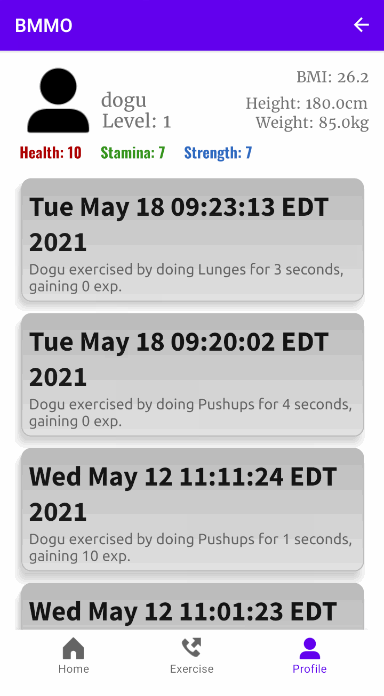 BMMO
BMI: 26.2
dogu
Height: 180.0cm
Level: 1
Weight: 85.0kg
Health: 10 Stamina: 7 Strength: 7
Tue May 18 09:23:13 EDT
2021
Dogu exercised by doing Lunges for 3 seconds,
gaining 0 exp.
Tue May 18 09:20:02 EDT
2021
Dogu exercised by doing Pushups for 4 seconds,
gaining 0 exp.
Wed May 12 11:11:24 EDT
2021
Dogu exercised by doing Pushups for 1 seconds,
gaining 10 exp.
Wed May 12 11:01:23 EDT
Home Exercise Profile